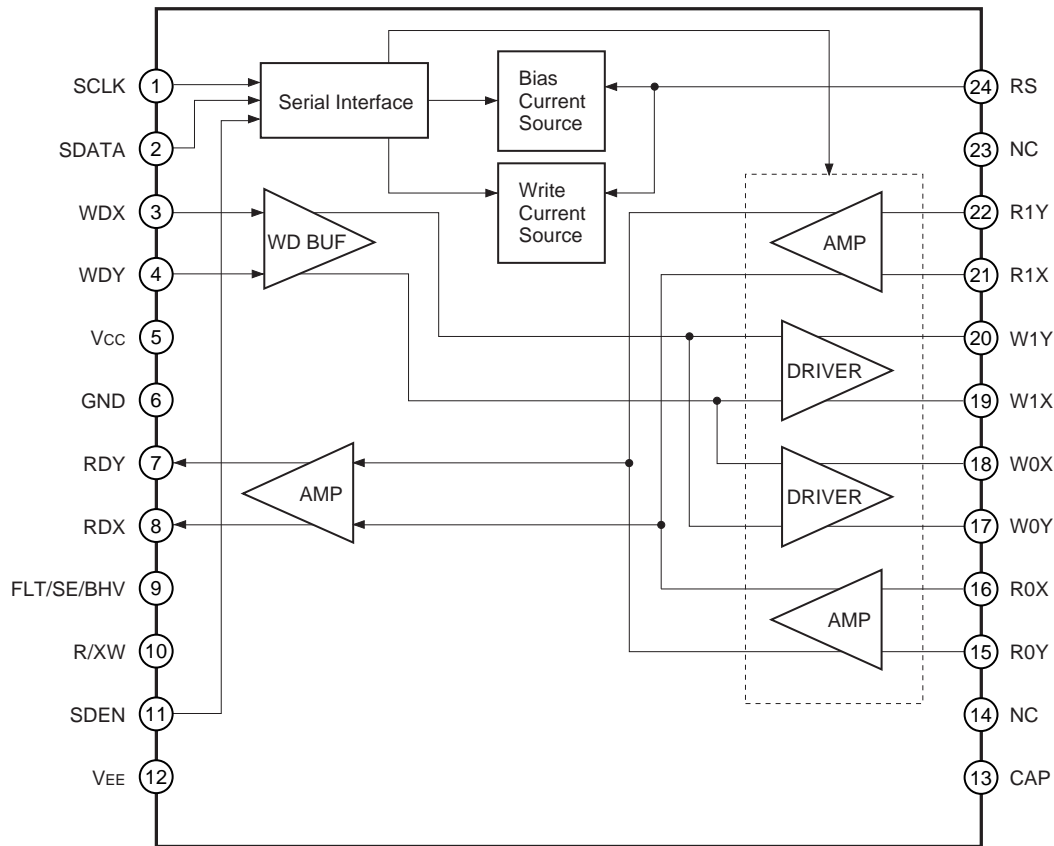 SCLK
1
SDATA
2
WDX
3
WDY
4
VCC
5
GND
6
RDY
7
RDX
8
FLT/SE/BHV
9
R/XW
10
SDEN
11
VEE
12
Serial Interface
Bias
Current
Source
Write
Current
Source
WD BUF
AMP
AMP
DRIVER
DRIVER
AMP
24
RS
23
NC
22
R1Y
21
R1X
20
W1Y
19
W1X
18
W0X
17
W0Y
16
R0X
15
R0Y
14
NC
13
CAP